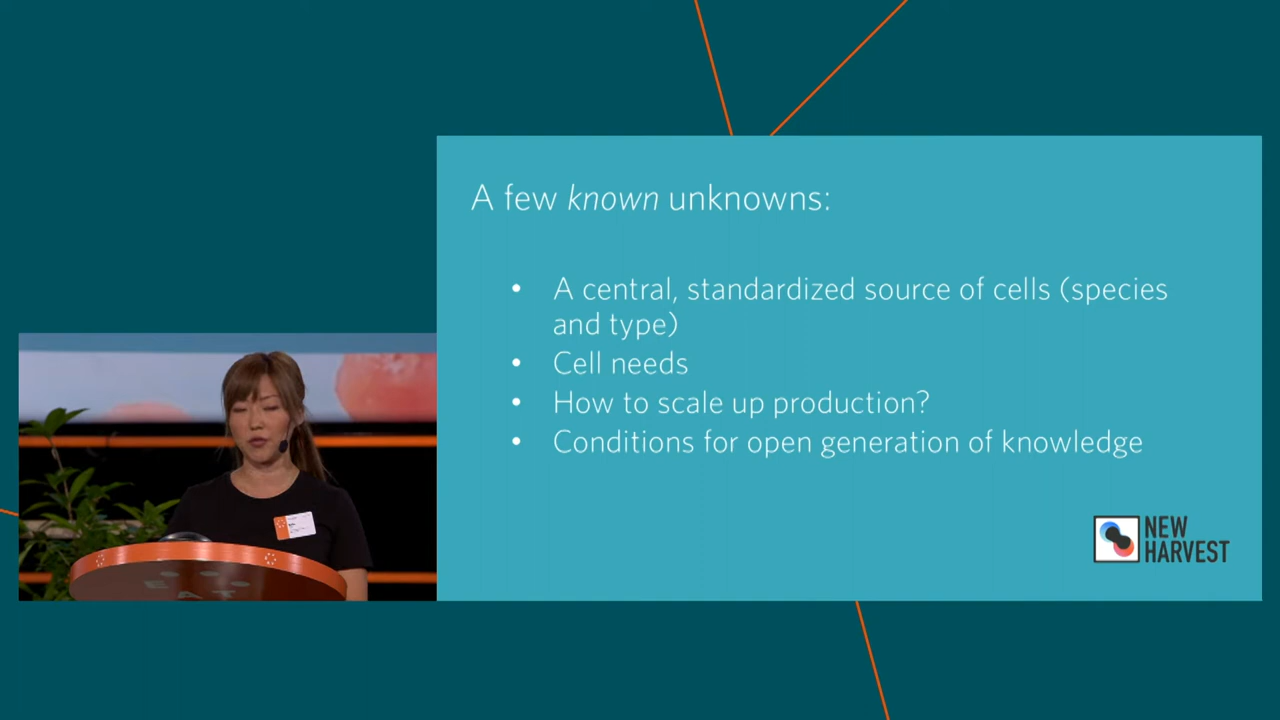 A few known unknowns:
• A central, standardized source of cells (species
and type)
• Cell needs
• How to scale up production?
• Conditions for open generation of knowledge
NEW
HARVEST
EAT